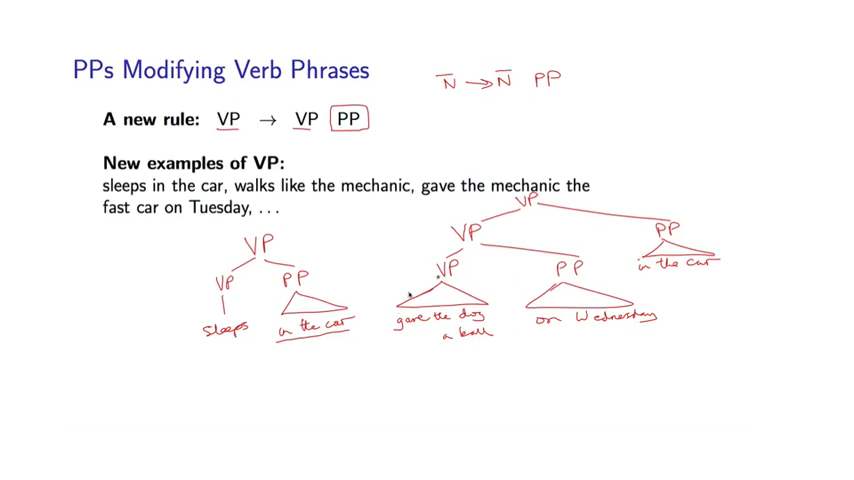 PPs Modifying Verb Phrases
N̄ → N̄ PP
A new rule: VP → VP PP
New examples of VP:
sleeps in the car, walks like the mechanic, gave the mechanic the
fast car on Tuesday, . . .
VP
VP PP
VP
VP PP
in the car
VP PP
sleeps
in the car
gave the dog
a ball
on Wednesday